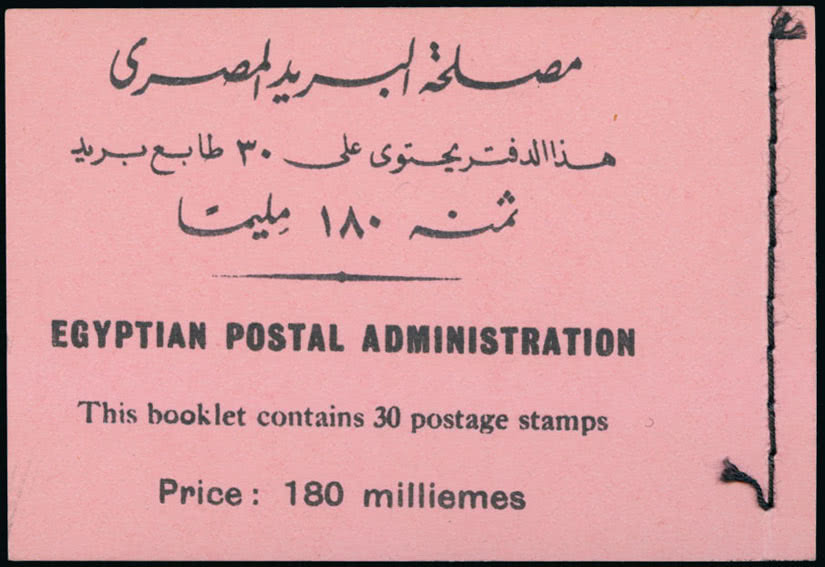 مصلحة البريد المصرى
هذا الدفتر يحتوى على ٣٠ طابع بريد
ثمنه ١٨٠ مليمًا
EGYPTIAN POSTAL ADMINISTRATION
This booklet contains 30 postage stamps
Price : 180 milliemes